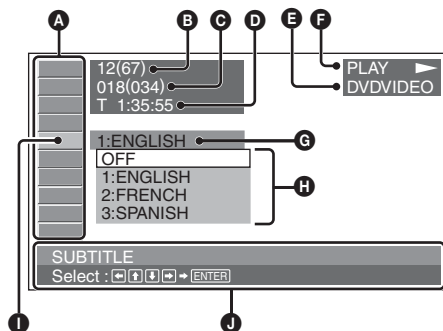 A B C D E F
12(67)
018(034)
T 1:35:55
PLAY
DVDVIDEO
1:ENGLISH G
OFF
1:ENGLISH
2:FRENCH
3:SPANISH
H
SUBTITLE
Select : ←↑↓→ → ENTER
I J